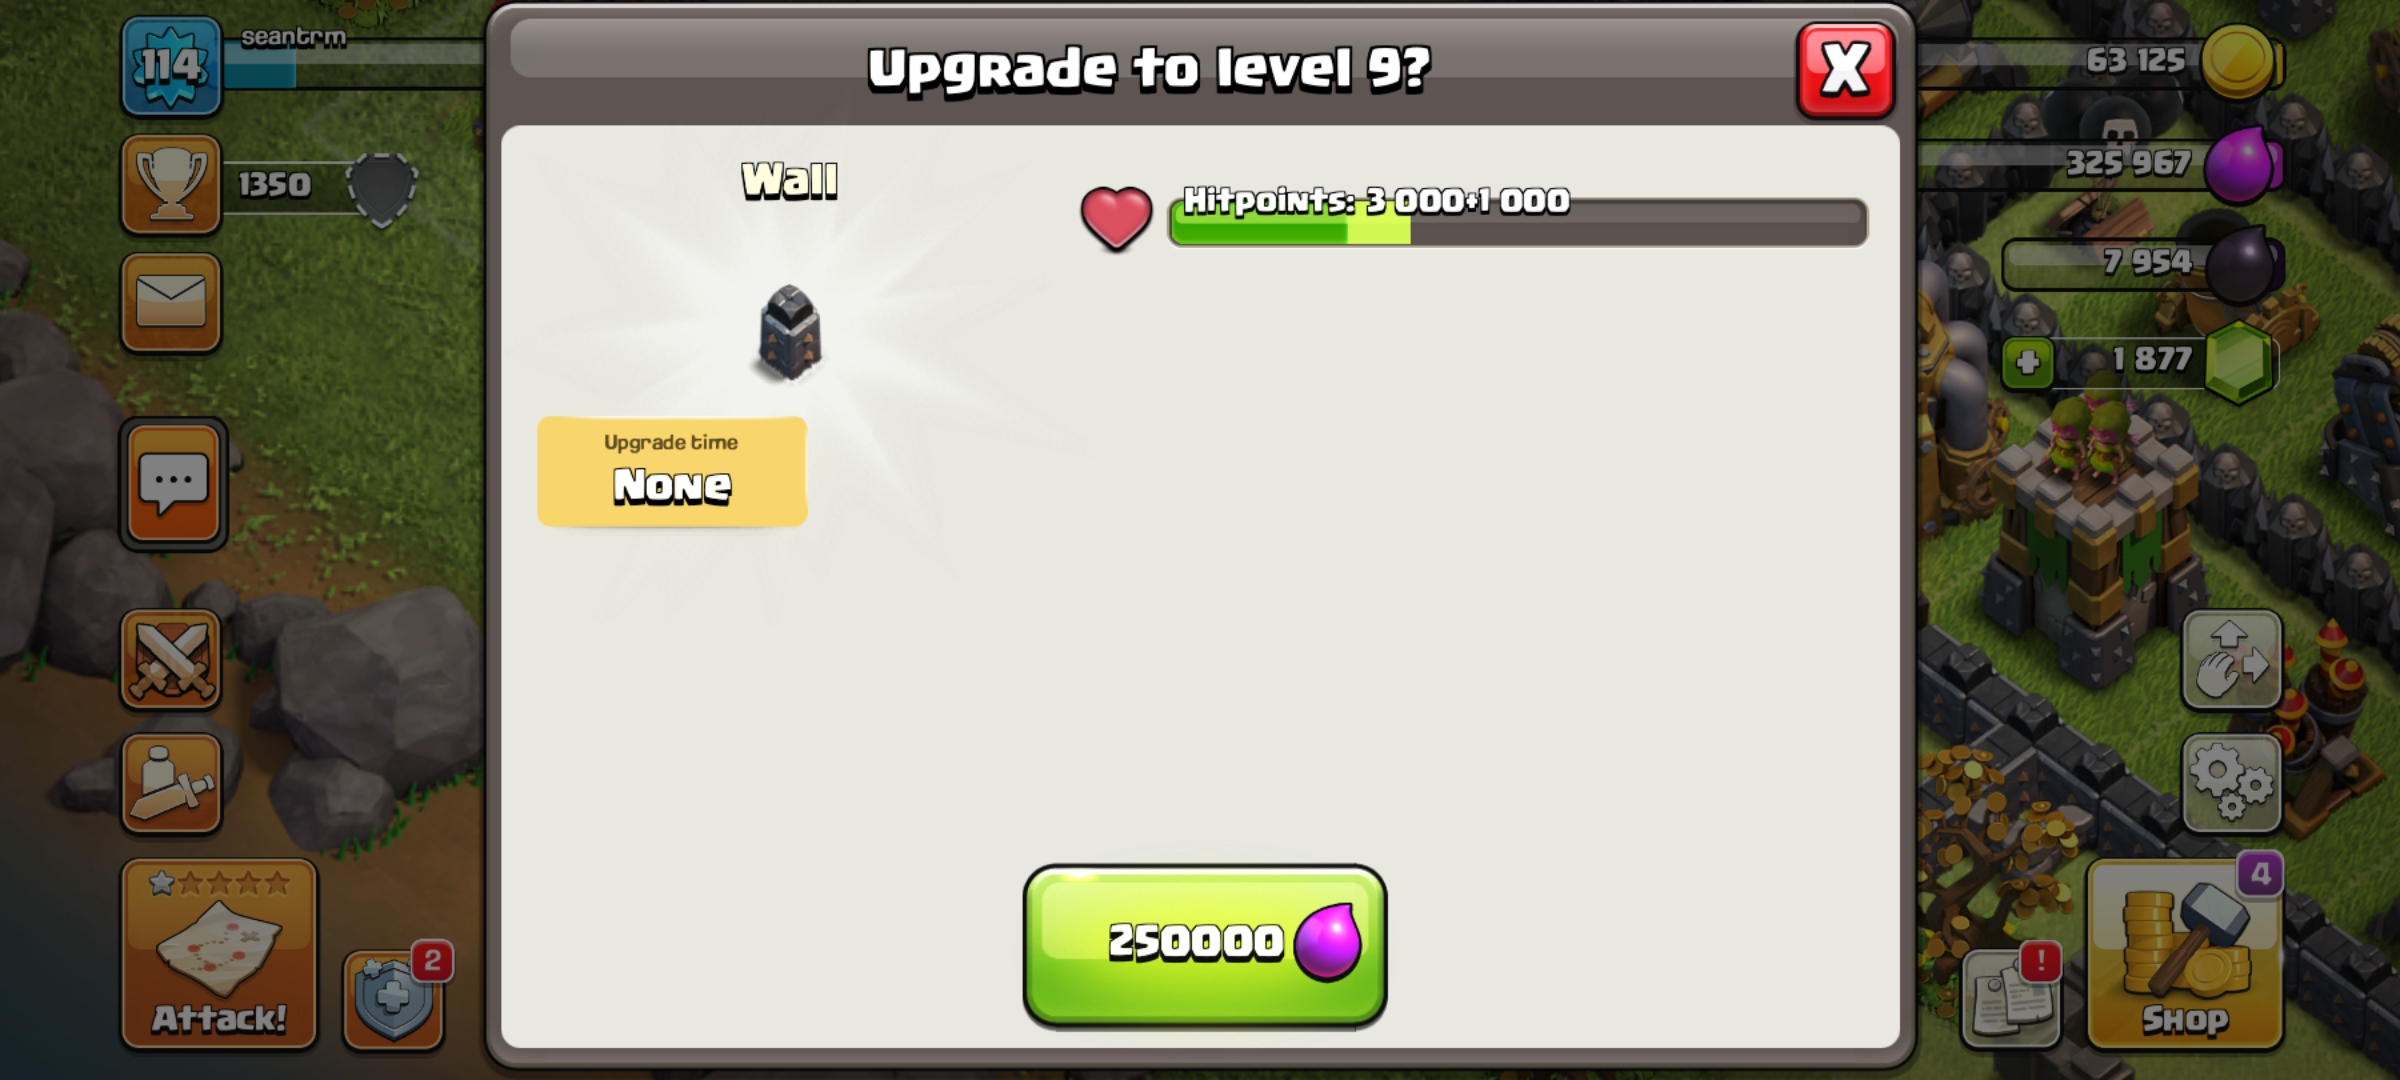 114
seantrm
Upgrade to level 9?
X
63 125
1350
Wall
Hitpoints: 3 000+1 000
325 967
7 954
1 877
Upgrade time
None
250000
Attack!
2
!
4
Shop